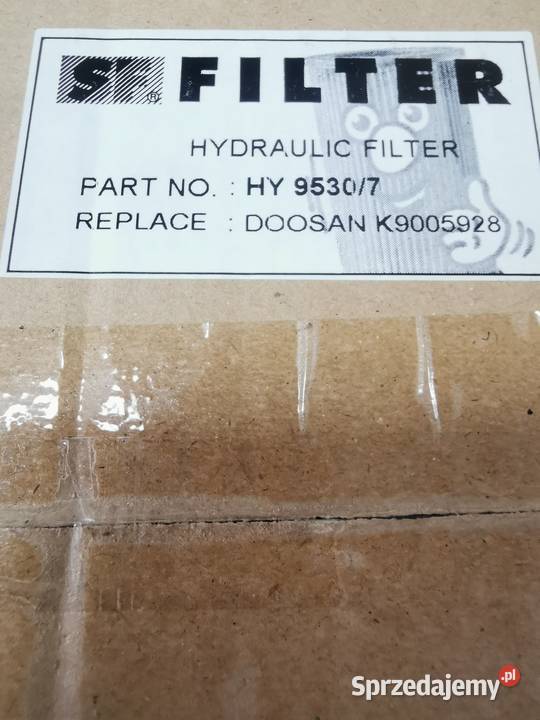 SF FILTER
®
HYDRAULIC FILTER
PART NO. : HY 9530/7
REPLACE : DOOSAN K9005928
Sprzedajemy.pl